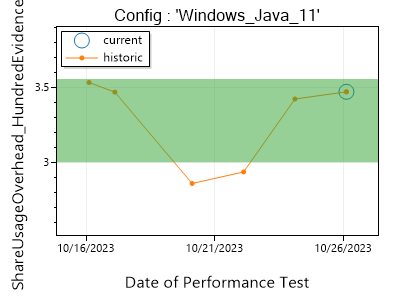 Config : 'Windows_Java_11'
current
historic
ShareUsageOverhead_HundredEvidence
3.5
3
10/16/2023
10/21/2023
10/26/2023
Date of Performance Test